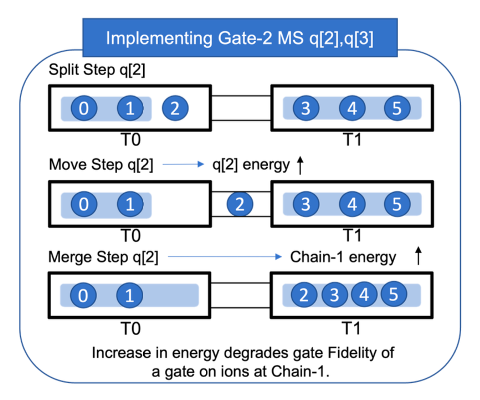 Implementing Gate-2 MS q[2],q[3]
Split Step q[2]
0 1 2 3 4 5
T0 T1
Move Step q[2] q[2] energy
0 1 2 3 4 5
T0 T1
Merge Step q[2] Chain-1 energy
0 1 2 3 4 5
T0 T1
Increase in energy degrades gate Fidelity of
a gate on ions at Chain-1.